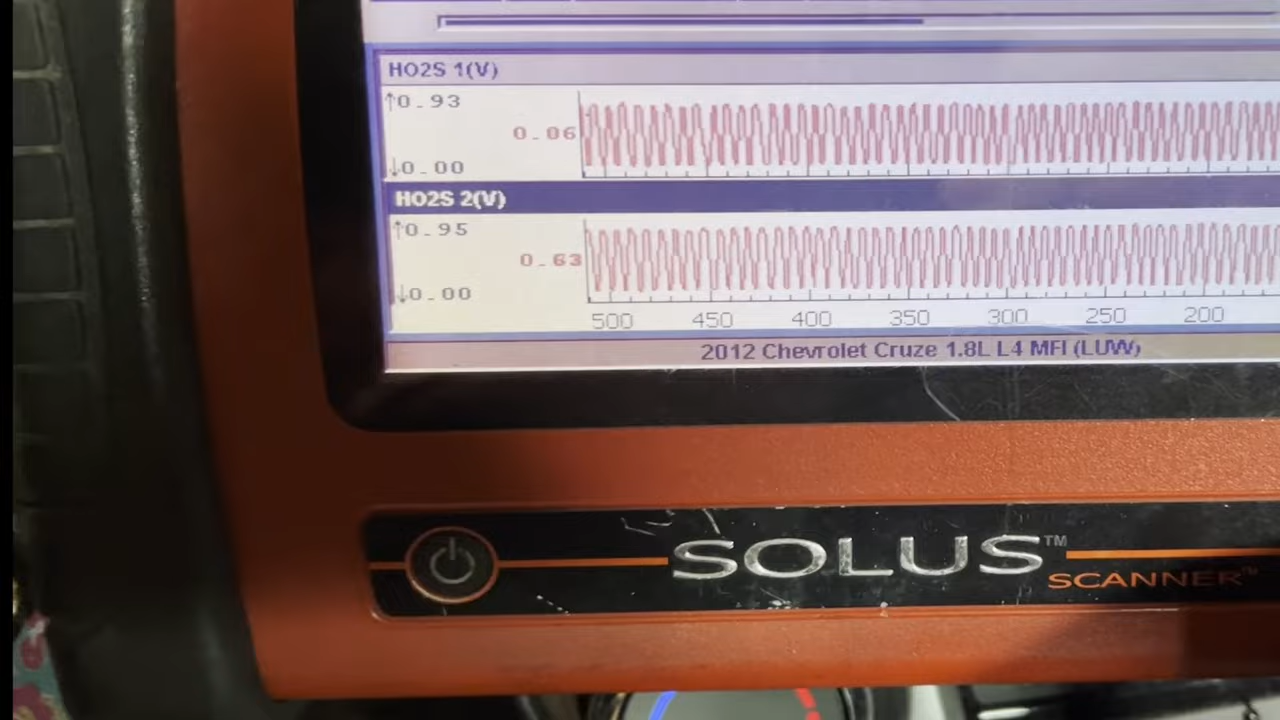 HO2S 1(V)
↑0.93
0.06
↓0.00
HO2S 2(V)
↑0.95
0.63
↓0.00
500 450 400 350 300 250 200
2012 Chevrolet Cruze 1.8L L4 MFI (LUW)
SOLUS™
SCANNER™